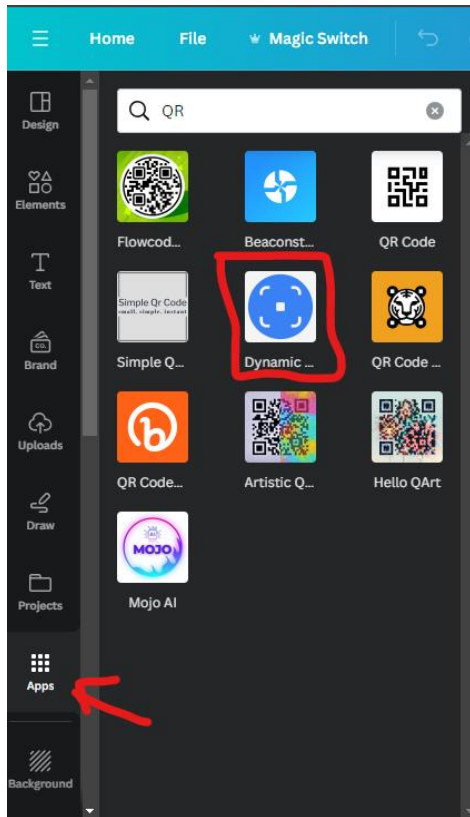 Home File Magic Switch
Design
QR
Elements
Flowcod... Beaconst... QR Code
Text
Simple Qr Code
small, simple, instant
Brand
Simple Q... Dynamic ... QR Code ...
Uploads
QR Code... Artistic Q... Hello QArt
Draw
MOJO
Projects
Mojo AI
Apps
Background